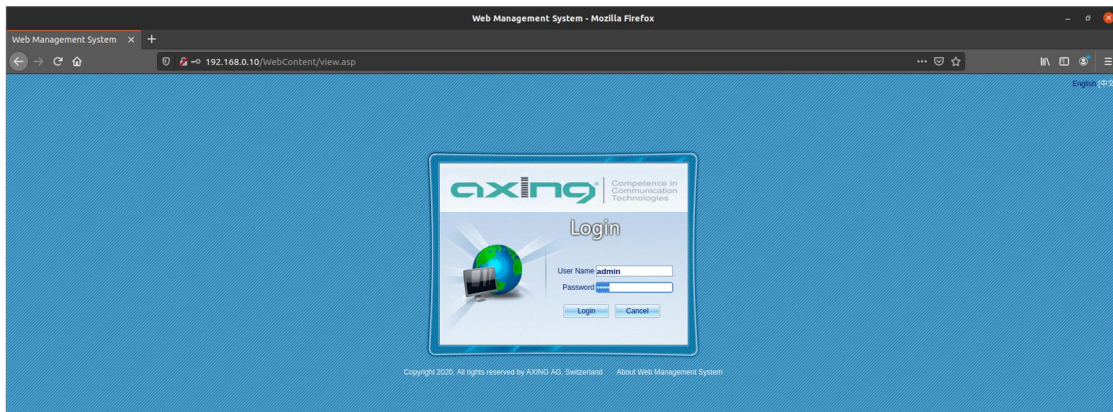 Web Management System - Mozilla Firefox
Web Management System
192.168.0.10/WebContent/view.asp
English [中文
axing Competence in
Communication
Technologies
Login
User Name admin
Password •••••
Login Cancel
Copyright 2020, All rights reserved by AXING AG, Switzerland About Web Management System